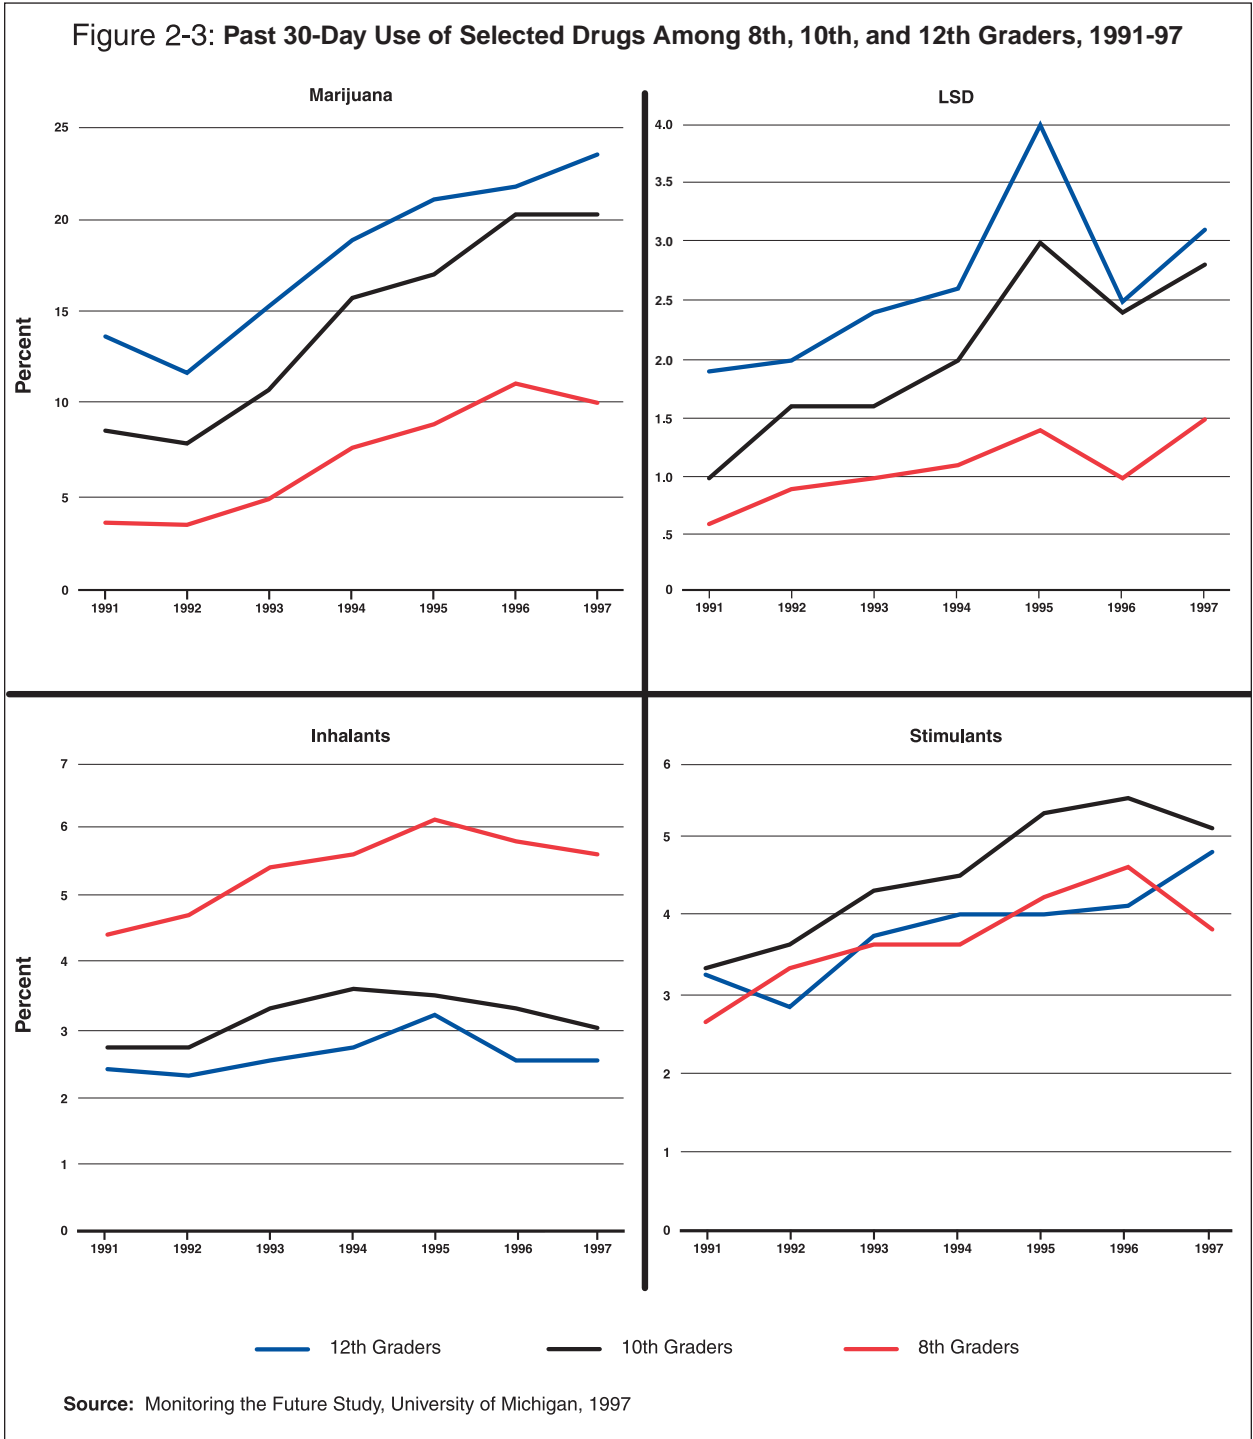 Figure 2-3: Past 30-Day Use of Selected Drugs Among 8th, 10th, and 12th Graders, 1991-97
Marijuana
25
20
15
10
5
0
Percent
1991 1992 1993 1994 1995 1996 1997
LSD
4.0
3.5
3.0
2.5
2.0
1.5
1.0
.5
0
1991 1992 1993 1994 1995 1996 1997
Inhalants
7
6
5
4
3
2
1
0
Percent
1991 1992 1993 1994 1995 1996 1997
Stimulants
6
5
4
3
2
1
0
1991 1992 1993 1994 1995 1996 1997
12th Graders 10th Graders 8th Graders
Source: Monitoring the Future Study, University of Michigan, 1997